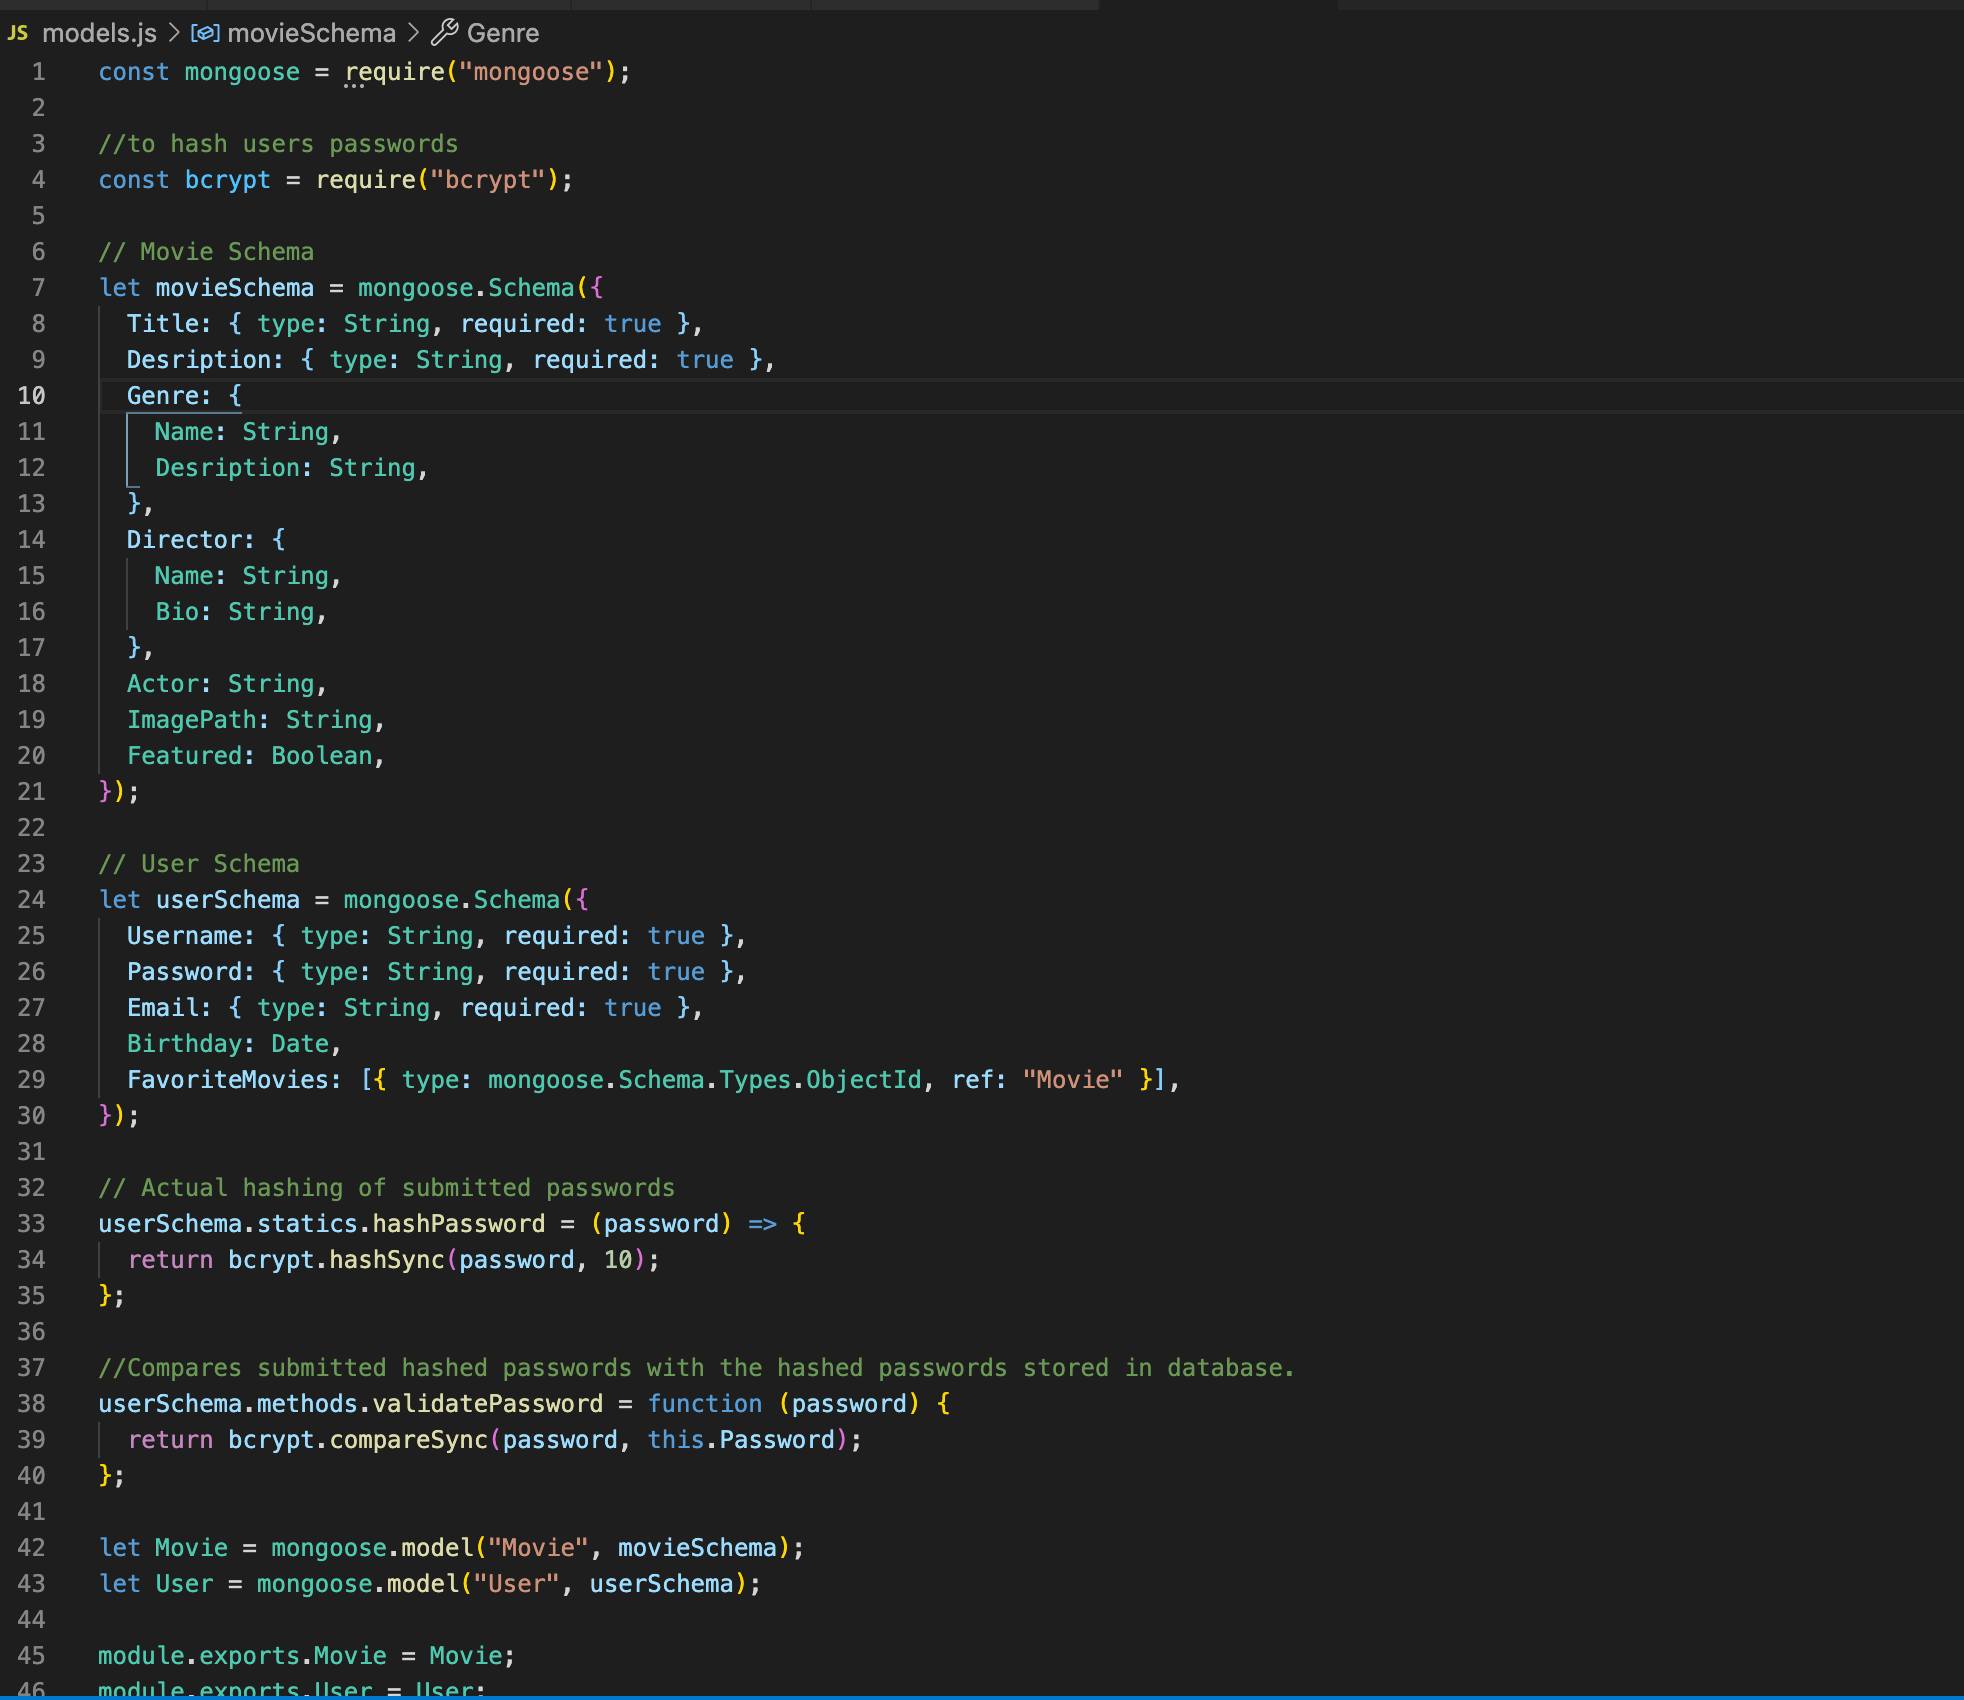 JS models.js > movieSchema > Genre
1 const mongoose = require("mongoose");
2
3 //to hash users passwords
4 const bcrypt = require("bcrypt");
5
6 // Movie Schema
7 let movieSchema = mongoose.Schema({
8 Title: { type: String, required: true },
9 Desription: { type: String, required: true },
10 Genre: {
11 Name: String,
12 Desription: String,
13 },
14 Director: {
15 Name: String,
16 Bio: String,
17 },
18 Actor: String,
19 ImagePath: String,
20 Featured: Boolean,
21 });
22
23 // User Schema
24 let userSchema = mongoose.Schema({
25 Username: { type: String, required: true },
26 Password: { type: String, required: true },
27 Email: { type: String, required: true },
28 Birthday: Date,
29 FavoriteMovies: [{ type: mongoose.Schema.Types.ObjectId, ref: "Movie" }],
30 });
31
32 // Actual hashing of submitted passwords
33 userSchema.statics.hashPassword = (password) => {
34 return bcrypt.hashSync(password, 10);
35 };
36
37 //Compares submitted hashed passwords with the hashed passwords stored in database.
38 userSchema.methods.validatePassword = function (password) {
39 return bcrypt.compareSync(password, this.Password);
40 };
41
42 let Movie = mongoose.model("Movie", movieSchema);
43 let User = mongoose.model("User", userSchema);
44
45 module.exports.Movie = Movie;
46 module.exports.User = User;